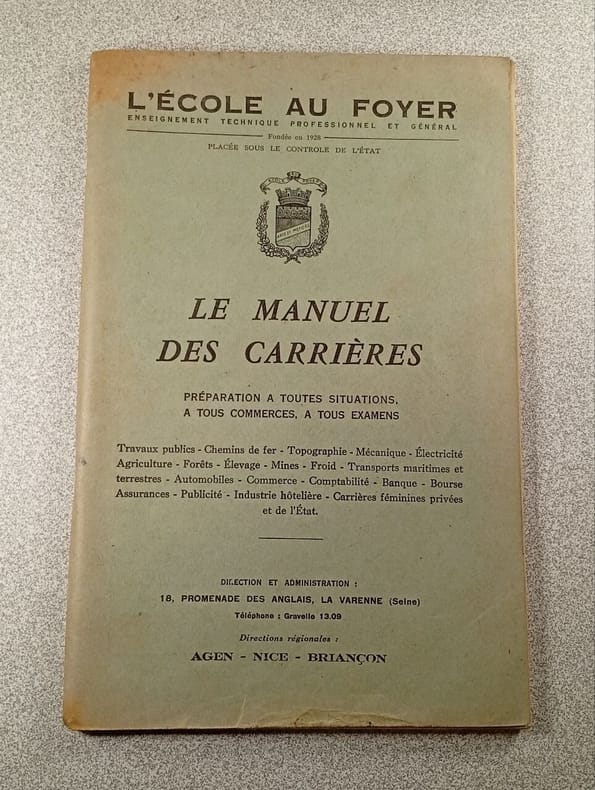 L'ÉCOLE AU FOYER
ENSEIGNEMENT TECHNIQUE PROFESSIONNEL ET GÉNÉRAL
Fondée en 1928
PLACÉE SOUS LE CONTROLE DE L'ÉTAT
LE MANUEL
DES CARRIÈRES
PRÉPARATION A TOUTES SITUATIONS,
A TOUS COMMERCES, A TOUS EXAMENS
Travaux publics - Chemins de fer - Topographie - Mécanique - Électricité
Agriculture - Forêts - Élevage - Mines - Froid - Transports maritimes et
terrestres - Automobiles - Commerce - Comptabilité - Banque - Bourse
Assurances - Publicité - Industrie hôtelière - Carrières féminines privées
et de l'État.
DIRECTION ET ADMINISTRATION :
18, PROMENADE DES ANGLAIS, LA VARENNE (Seine)
Téléphone : Gravelle 13.09
Directions régionales :
AGEN - NICE - BRIANÇON